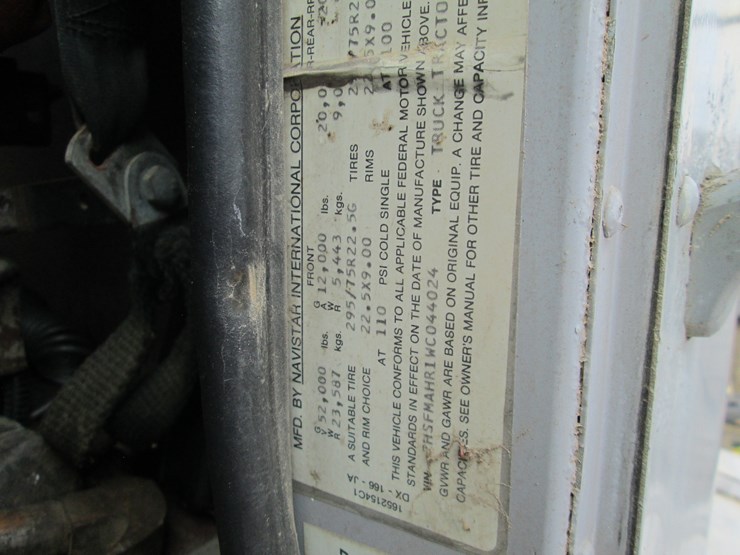 MFD. BY NAVISTAR INTERNATIONAL CORPORATION
FRONT
GVWR 52,000 lbs. GAWR 12,000 lbs. 20,0
23,587 kgs. 5,443 kgs. 9,0
A SUITABLE TIRE 295/75R22.5G TIRES
AND RIM CHOICE 22.5X9.00 RIMS
AT 110 PSI COLD SINGLE AT 100
THIS VEHICLE CONFORMS TO ALL APPLICABLE FEDERAL MOTOR VEHICLE
STANDARDS IN EFFECT ON THE DATE OF MANUFACTURE SHOWN ABOVE.
VIN HSFMAHR1WC044024 TYPE TRUCK TRACTO
GVWR AND GAWR ARE BASED ON ORIGINAL EQUIP. A CHANGE MAY AFFE
CAPACITIES. SEE OWNER'S MANUAL FOR OTHER TIRE AND CAPACITY INF
1652154C1
DX - 166 - JA